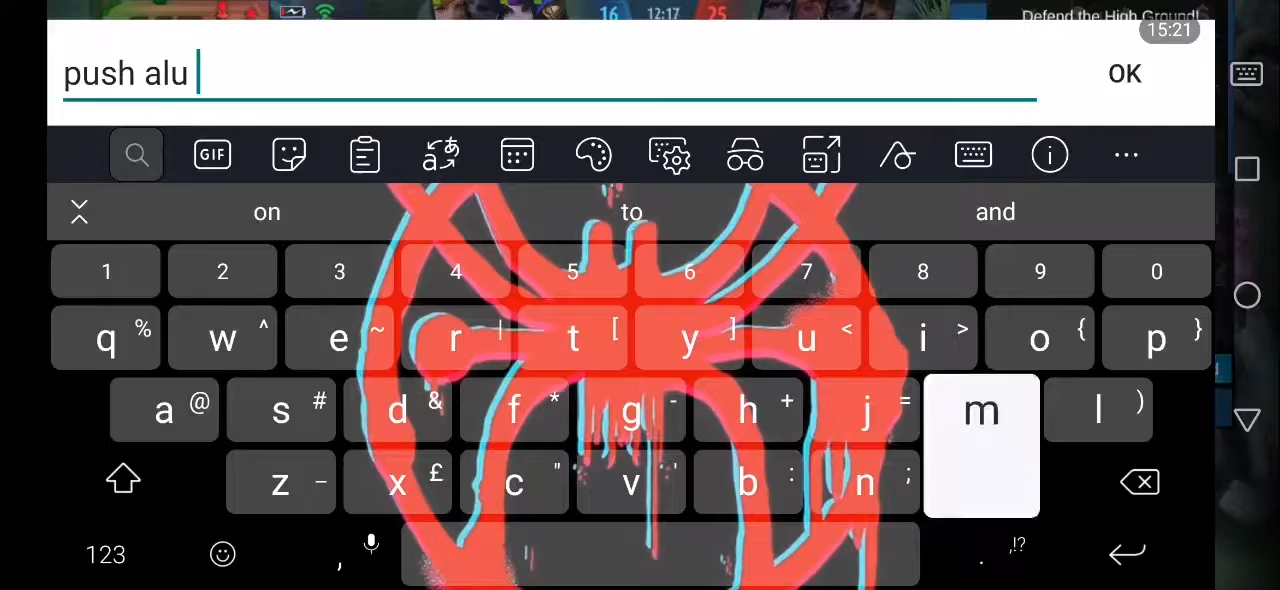 16 12:17 25
Defend the High Ground!
15:21
push alu
OK
GIF
on to and
1 2 3 4 5 6 7 8 9 0
q % w ^ e ~ r | t [ y ] u < i > o { p }
a @ s # d & f * g - h + j = m l )
z _ x £ c " v ' b : n ;
123 , . ,!?